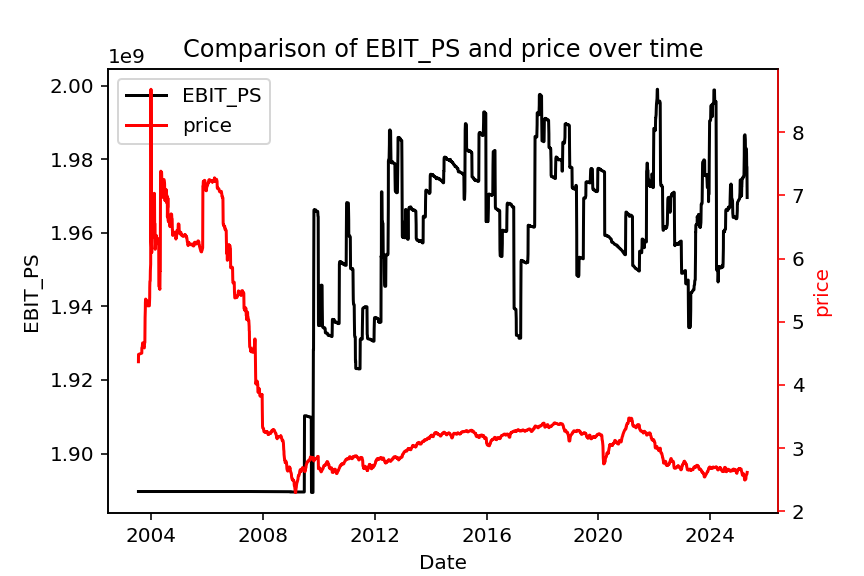 Comparison of EBIT_PS and price over time
1e9
EBIT_PS
price
2.00
1.98
1.96
1.94
1.92
1.90
EBIT_PS
8
7
6
5
4
3
2
price
2004
2008
2012
2016
2020
2024
Date